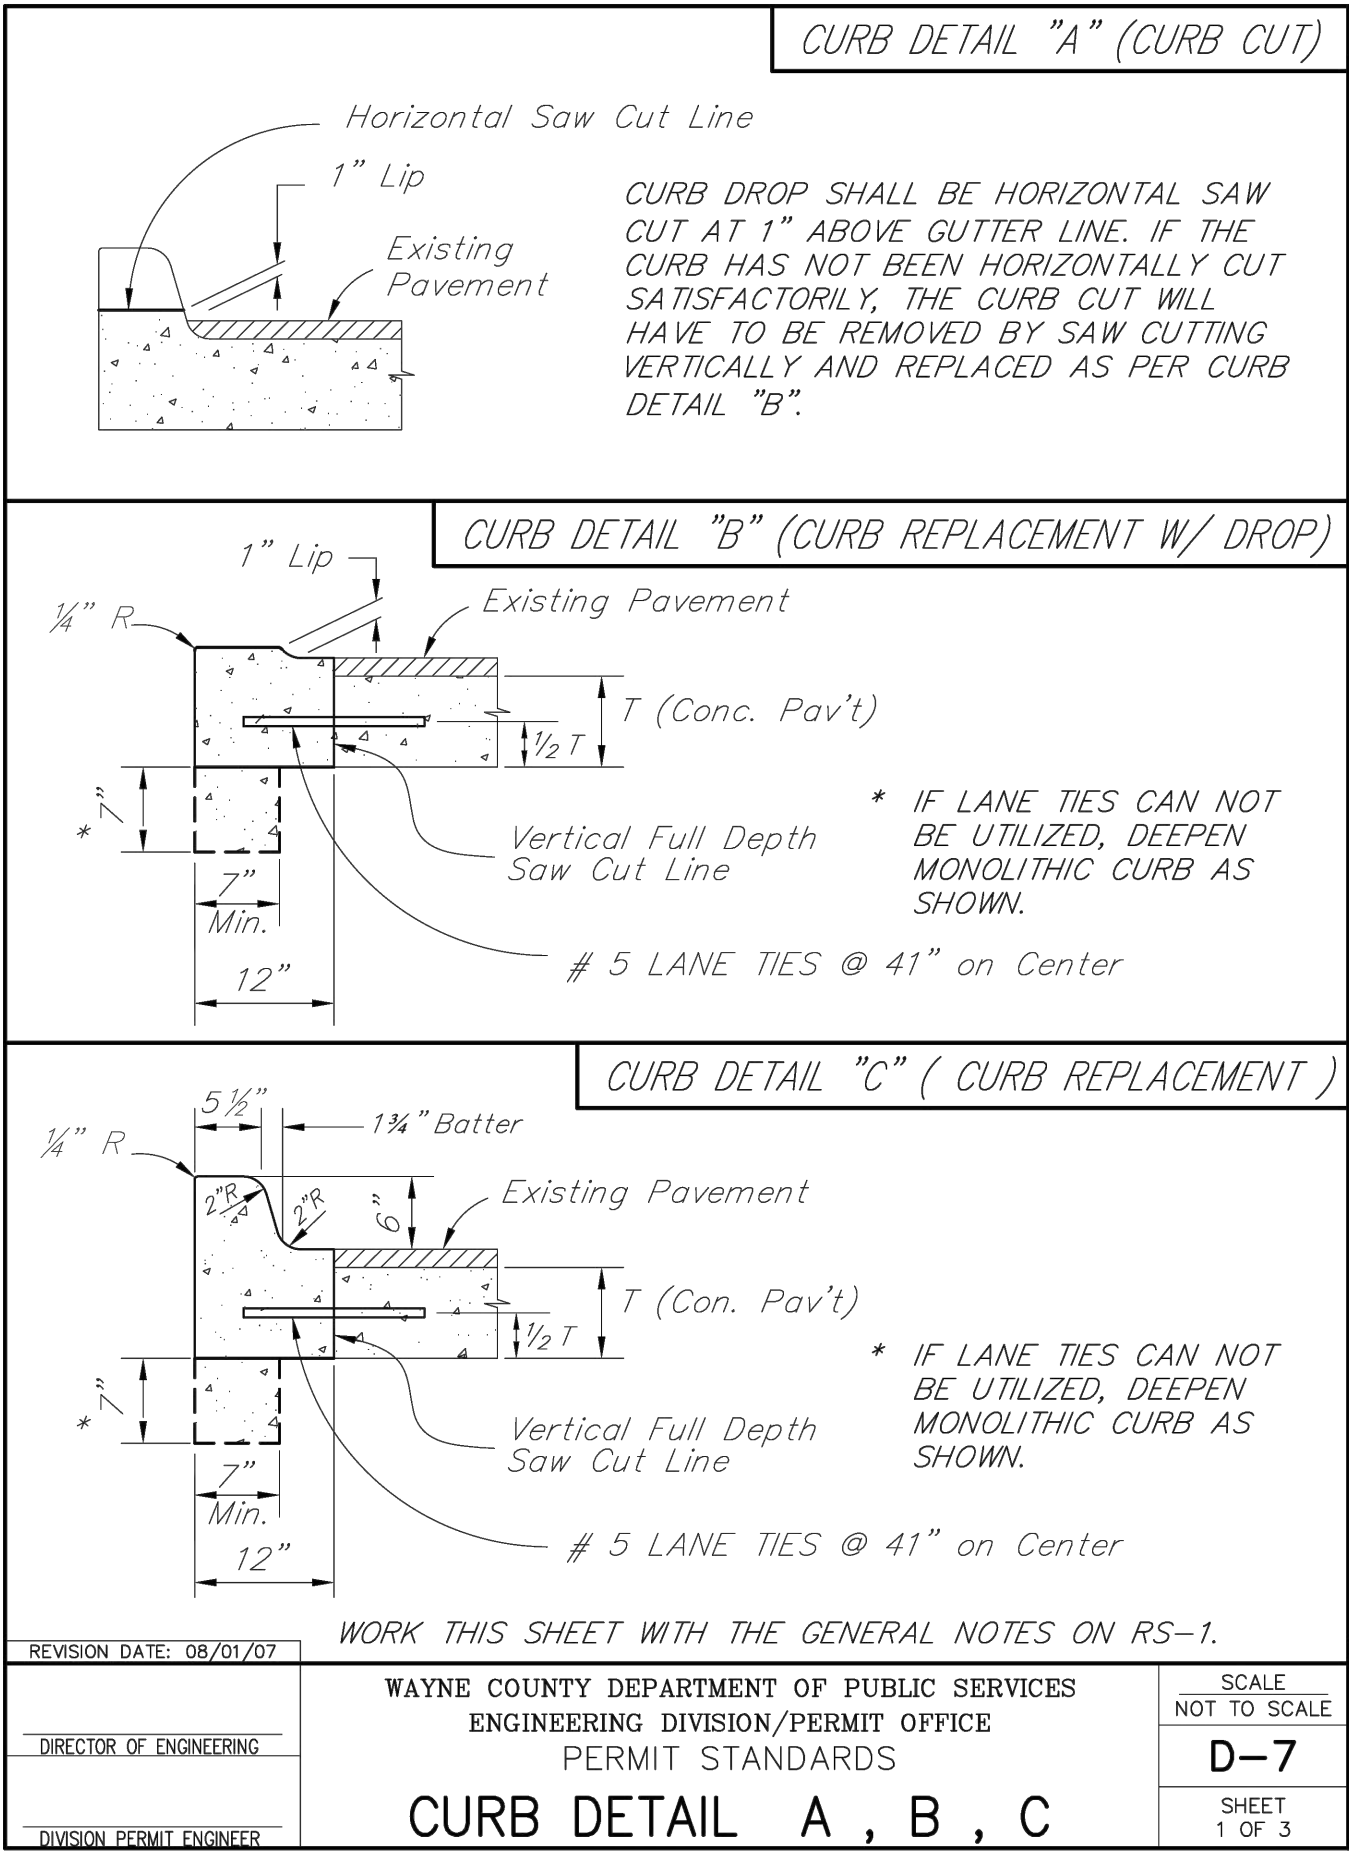 CURB DETAIL "A" (CURB CUT)
Horizontal Saw Cut Line
1" Lip
Existing
Pavement
CURB DROP SHALL BE HORIZONTAL SAW
CUT AT 1" ABOVE GUTTER LINE. IF THE
CURB HAS NOT BEEN HORIZONTALLY CUT
SATISFACTORILY, THE CURB CUT WILL
HAVE TO BE REMOVED BY SAW CUTTING
VERTICALLY AND REPLACED AS PER CURB
DETAIL "B".
CURB DETAIL "B" (CURB REPLACEMENT W/ DROP)
1" Lip
¼" R
Existing Pavement
T (Conc. Pav't)
½ T
* 7"
7"
Min.
12"
Vertical Full Depth
Saw Cut Line
# 5 LANE TIES @ 41" on Center
* IF LANE TIES CAN NOT
BE UTILIZED, DEEPEN
MONOLITHIC CURB AS
SHOWN.
CURB DETAIL "C" ( CURB REPLACEMENT )
5 ½"
1¾" Batter
¼" R
2"R
2"R
6"
Existing Pavement
T (Con. Pav't)
½ T
* 7"
7"
Min.
12"
Vertical Full Depth
Saw Cut Line
# 5 LANE TIES @ 41" on Center
* IF LANE TIES CAN NOT
BE UTILIZED, DEEPEN
MONOLITHIC CURB AS
SHOWN.
WORK THIS SHEET WITH THE GENERAL NOTES ON RS-1.
REVISION DATE: 08/01/07
DIRECTOR OF ENGINEERING
DIVISION PERMIT ENGINEER
WAYNE COUNTY DEPARTMENT OF PUBLIC SERVICES
ENGINEERING DIVISION/PERMIT OFFICE
PERMIT STANDARDS
CURB DETAIL A , B , C
SCALE
NOT TO SCALE
D-7
SHEET
1 OF 3